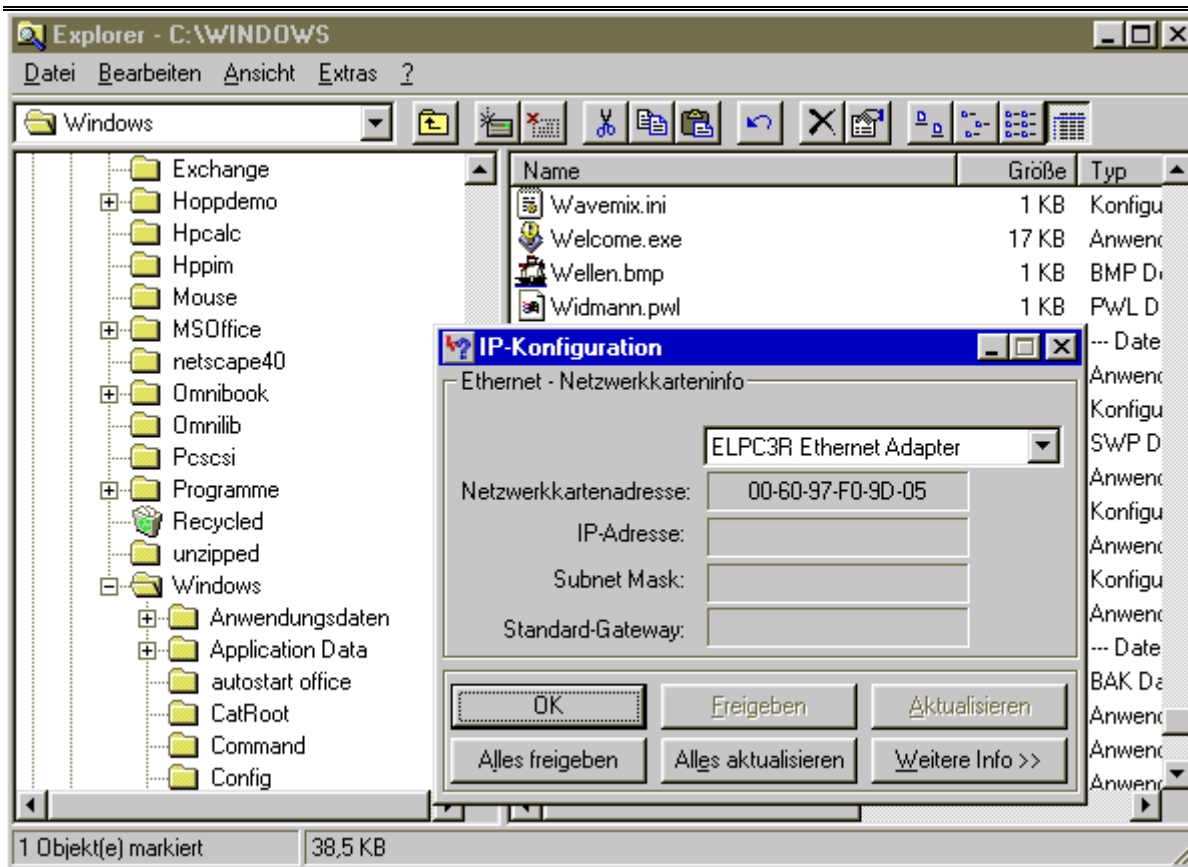 Explorer - C:\WINDOWS
Datei Bearbeiten Ansicht Extras ?
Windows
Exchange
Hoppdemo
Hpcalc
Hppim
Mouse
MSOffice
netscape40
Omnibook
Omnilib
Pcscsi
Programme
Recycled
unzipped
Windows
Anwendungsdaten
Application Data
autostart office
CatRoot
Command
Config
Name Größe Typ
Wavemix.ini 1 KB Konfigu
Welcome.exe 17 KB Anwend
Wellen.bmp 1 KB BMP D
Widmann.pwl 1 KB PWL D
--- Date
Anwend
Konfigu
SWP D
Anwend
Konfigu
Anwend
Konfigu
Anwend
--- Date
BAK Da
Anwend
Anwend
Anwend
IP-Konfiguration
Ethernet - Netzwerkkarteninfo
ELPC3R Ethernet Adapter
Netzwerkkartenadresse: 00-60-97-F0-9D-05
IP-Adresse:
Subnet Mask:
Standard-Gateway:
OK Freigeben Aktualisieren
Alles freigeben Alles aktualisieren Weitere Info >>
1 Objekt(e) markiert 38,5 KB